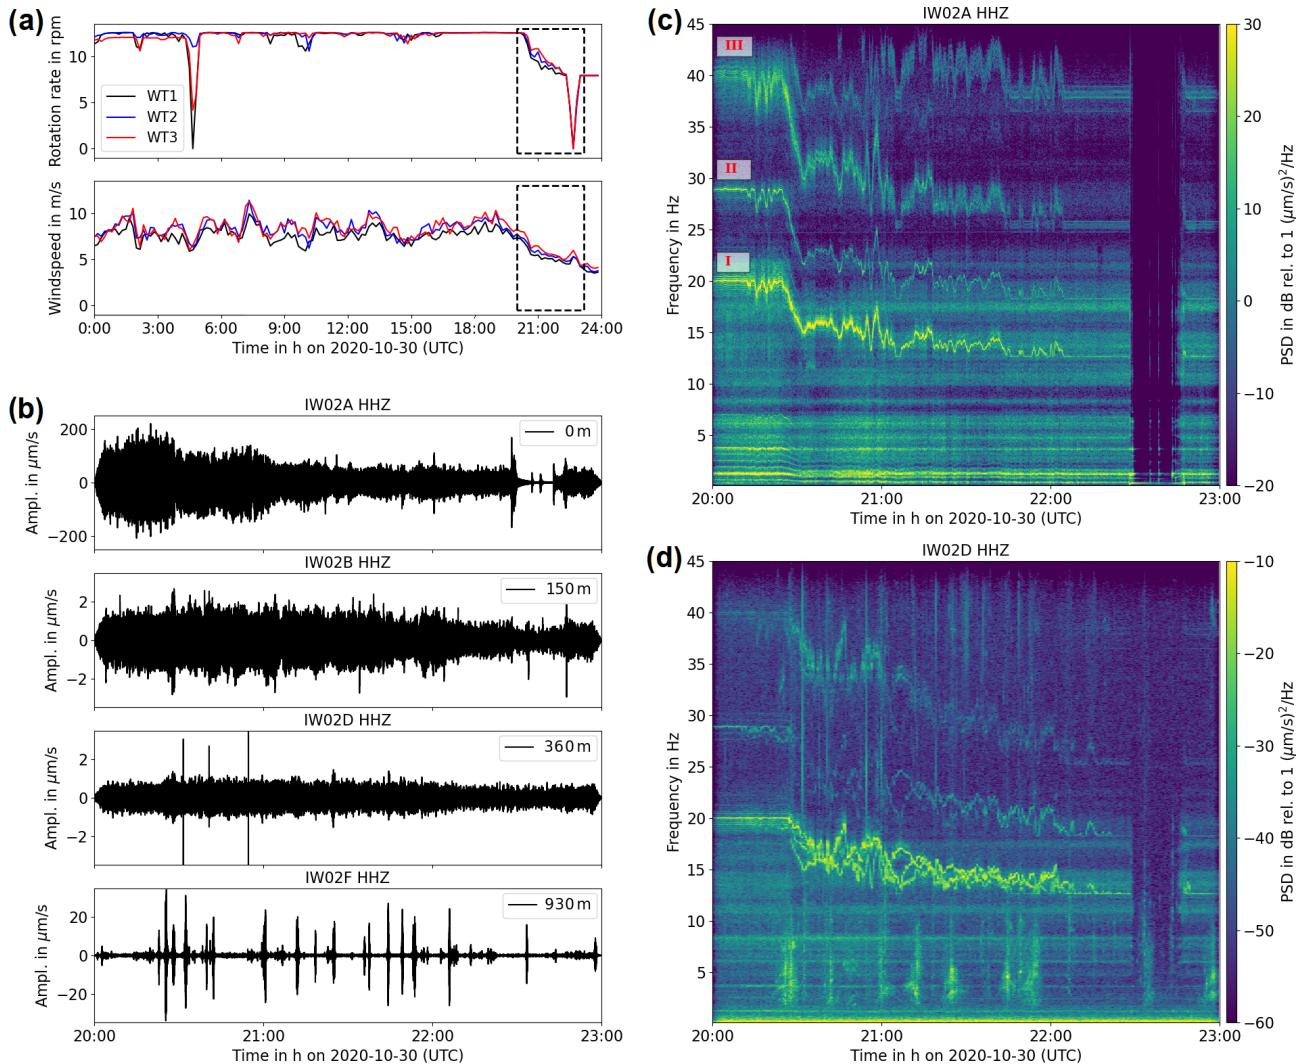 (a)
Rotation rate in rpm
10
5
0
WT1
WT2
WT3
Windspeed in m/s
10
5
0
0:00 3:00 6:00 9:00 12:00 15:00 18:00 21:00 24:00
Time in h on 2020-10-30 (UTC)
(b)
IW02A HHZ
Ampl. in μm/s
200
0
−200
0 m
IW02B HHZ
Ampl. in μm/s
2
0
−2
150 m
IW02D HHZ
Ampl. in μm/s
2
0
−2
360 m
IW02F HHZ
Ampl. in μm/s
20
0
−20
930 m
20:00 21:00 22:00 23:00
Time in h on 2020-10-30 (UTC)
(c)
IW02A HHZ
Frequency in Hz
45
40
35
30
25
20
15
10
5
III
II
I
20:00 21:00 22:00 23:00
Time in h on 2020-10-30 (UTC)
30
20
10
0
−10
−20
PSD in dB rel. to 1 (μm/s)²/Hz
(d)
IW02D HHZ
Frequency in Hz
45
40
35
30
25
20
15
10
5
20:00 21:00 22:00 23:00
Time in h on 2020-10-30 (UTC)
−10
−20
−30
−40
−50
−60
PSD in dB rel. to 1 (μm/s)²/Hz